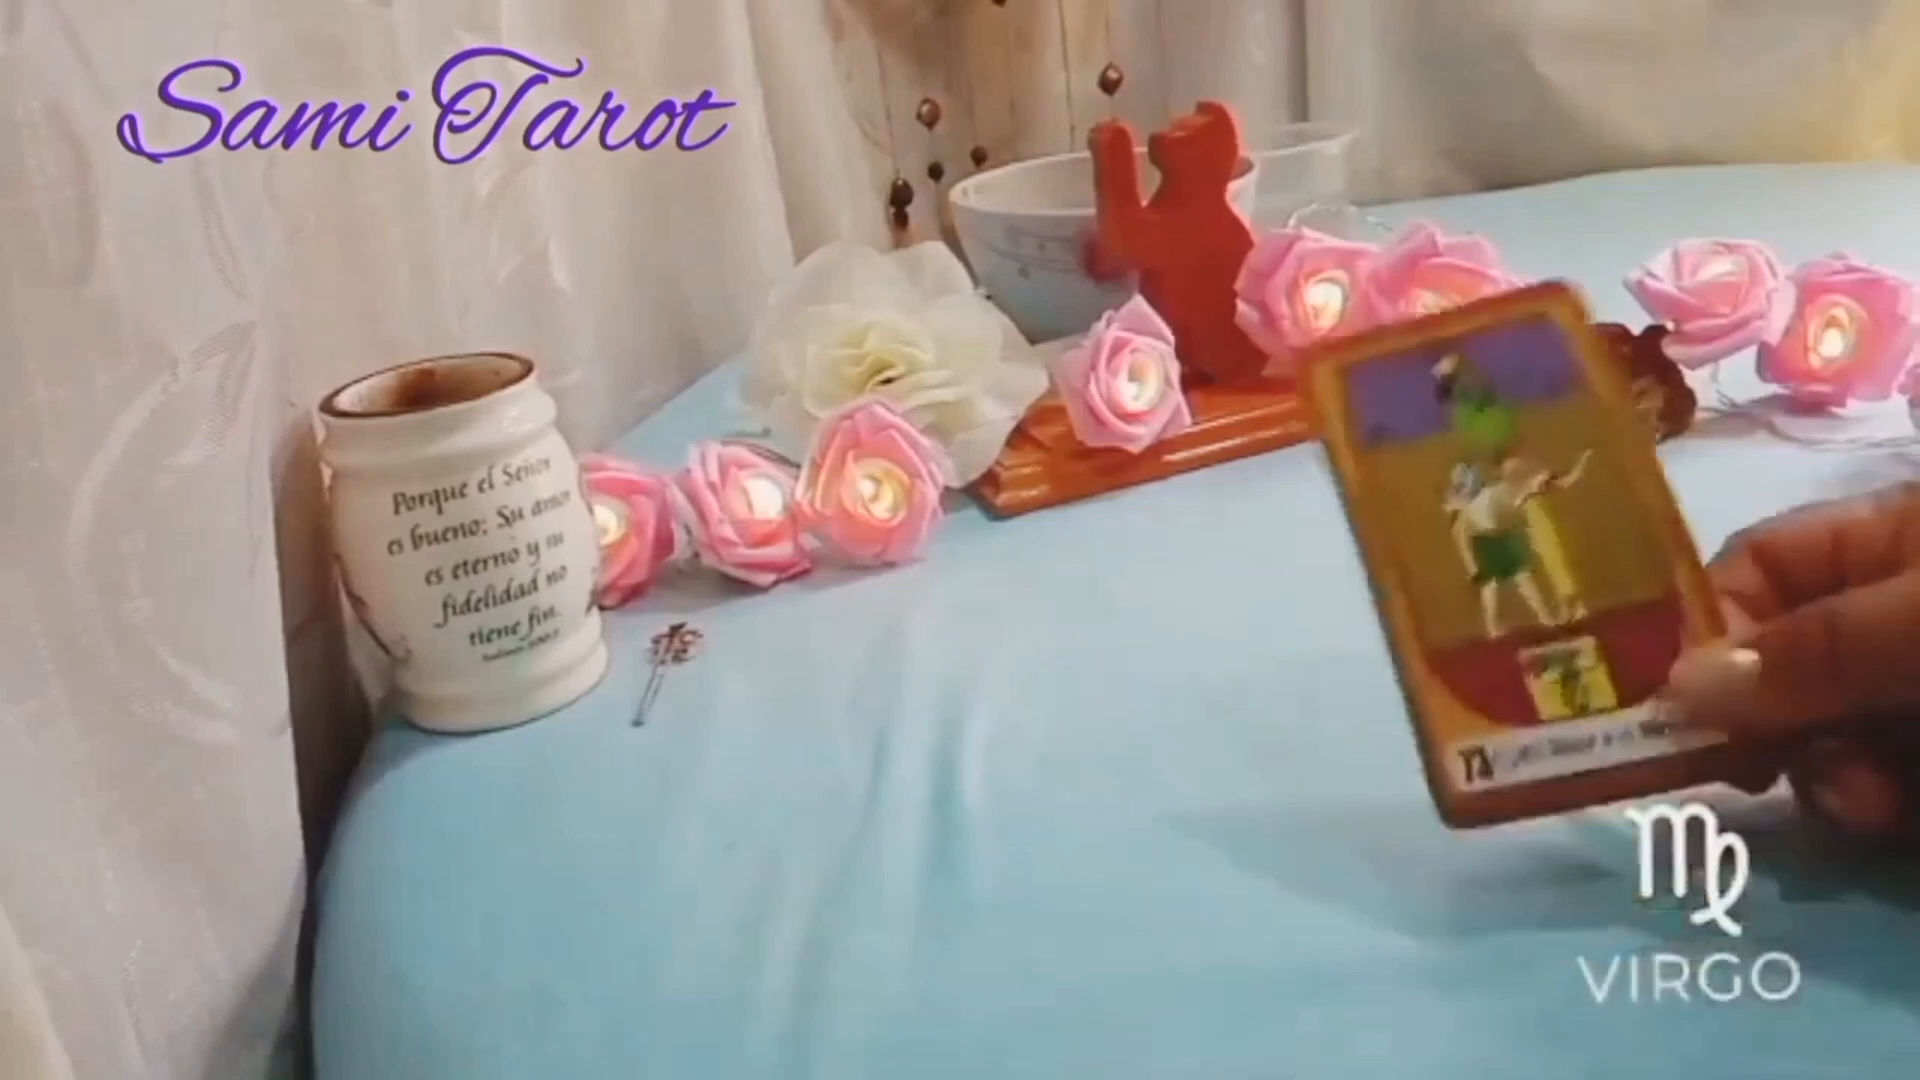 Sami Tarot
Porque el Señor
es bueno; Su amor
es eterno y su
fidelidad no
tiene fin.
VIRGO